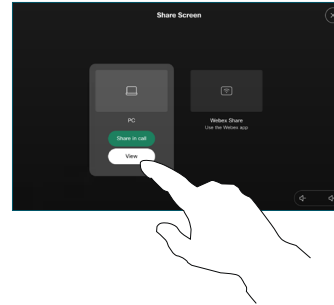 Share Screen
PC
Share in call
View
Webex Share
Use the Webex app